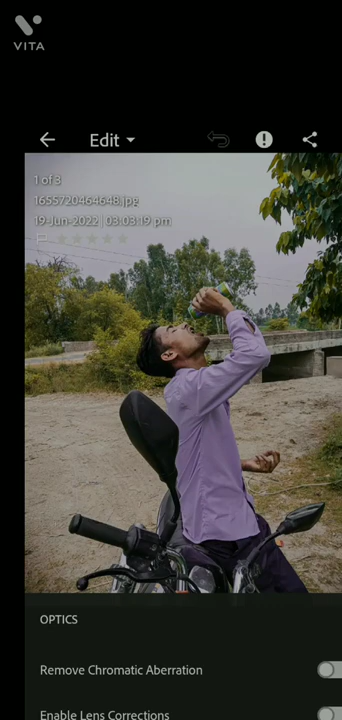 VITA
Edit
1 of 3
1655720464648.jpg
19-Jun-2022 | 03:03:19 pm
OPTICS
Remove Chromatic Aberration
Enable Lens Corrections